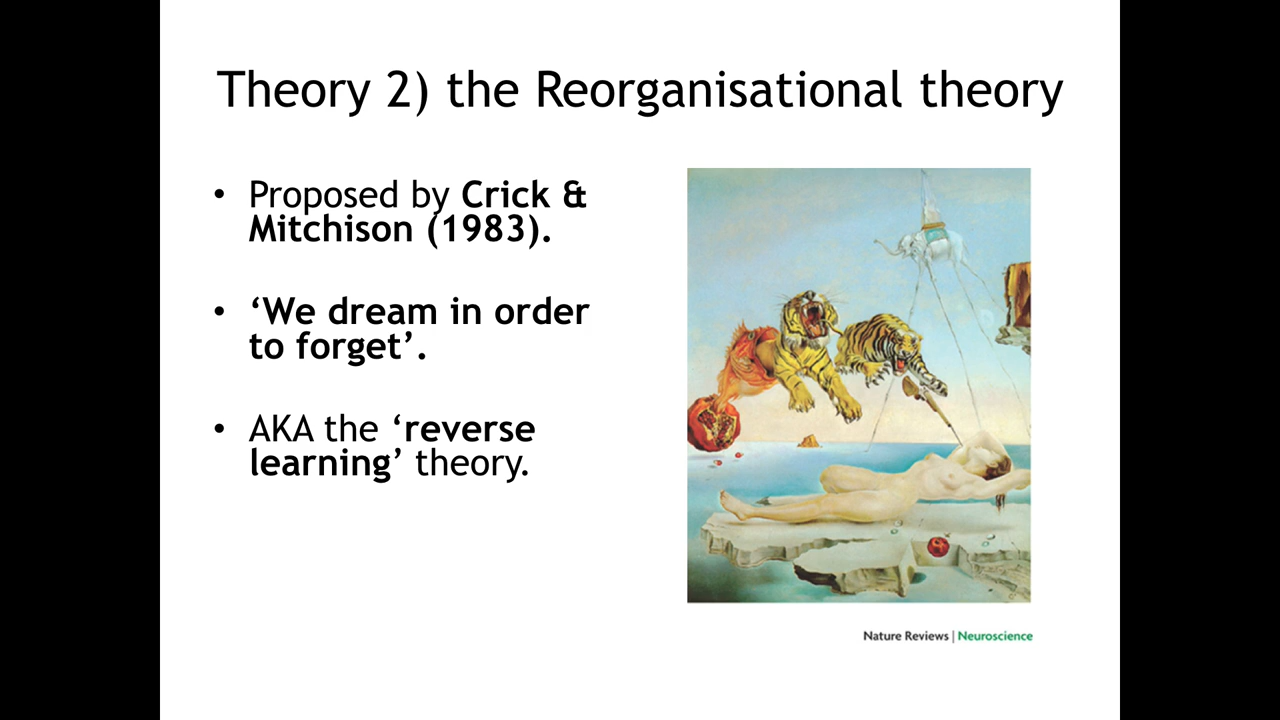 Theory 2) the Reorganisational theory
• Proposed by Crick &
Mitchison (1983).
• ‘We dream in order
to forget’.
• AKA the ‘reverse
learning’ theory.
Nature Reviews | Neuroscience